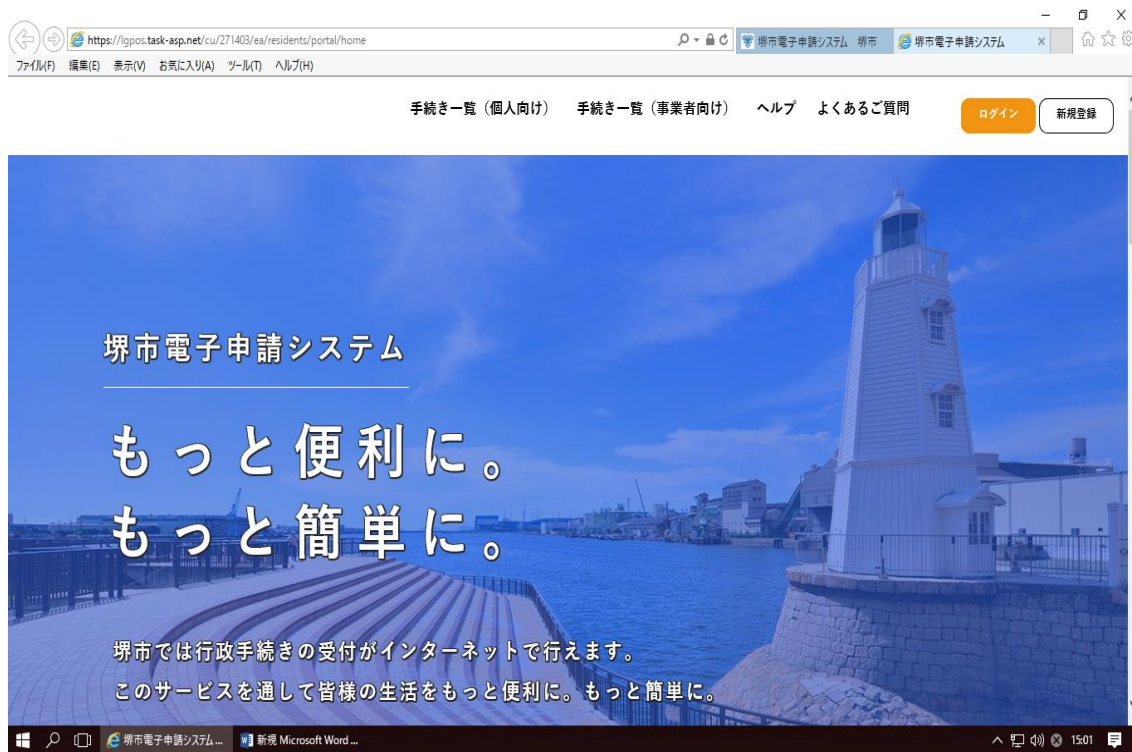 https://lgpos.task-asp.net/cu/271403/ea/residents/portal/home
堺市電子申請システム 堺市
堺市電子申請システム
ファイル(F) 編集(E) 表示(V) お気に入り(A) ツール(T) ヘルプ(H)
手続き一覧（個人向け） 手続き一覧（事業者向け） ヘルプ よくあるご質問 ログイン 新規登録
堺市電子申請システム
もっと便利に。
もっと簡単に。
堺市では行政手続きの受付がインターネットで行えます。
このサービスを通して皆様の生活をもっと便利に。もっと簡単に。
堺市電子申請システム... 新規 Microsoft Word ... 15:01